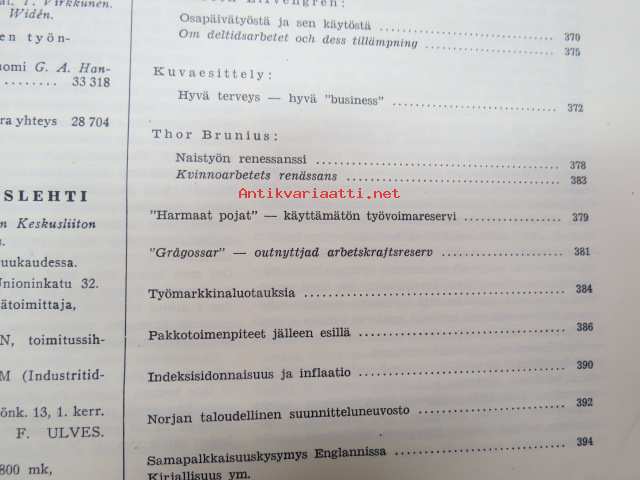 Widén.
en työn-
uomi G. A. Han-
........ 33 318
ra yhteys 28 704
SLEHTI
n Keskusliiton
s.
uukaudessa.
Unioninkatu 32.
ätoimittaja,
N, toimitussih-
M (Industritid-
önk. 13, 1. kerr.
F. ULVES.
800 mk,
Osapäivätyöstä ja sen käytöstä 370
Om deltidsarbetet och dess tillämpning 375
Kuvaesittely:
Hyvä terveys — hyvä "business" 372
Thor Brunius:
Naistyön renessanssi 378
Kvinnoarbetets renässans 383
Antikvariaatti.net
"Harmaat pojat" — käyttämätön työvoimareservi 379
"Grågossar" — outnyttjad arbetskraftsreserv 381
Työmarkkinaluotauksia 384
Pakkotoimenpiteet jälleen esillä 386
Indeksisidonnaisuus ja inflaatio 390
Norjan taloudellinen suunnitteluneuvosto 392
Samapalkkaisuuskysymys Englannissa 394
Kirjallisuus ym.